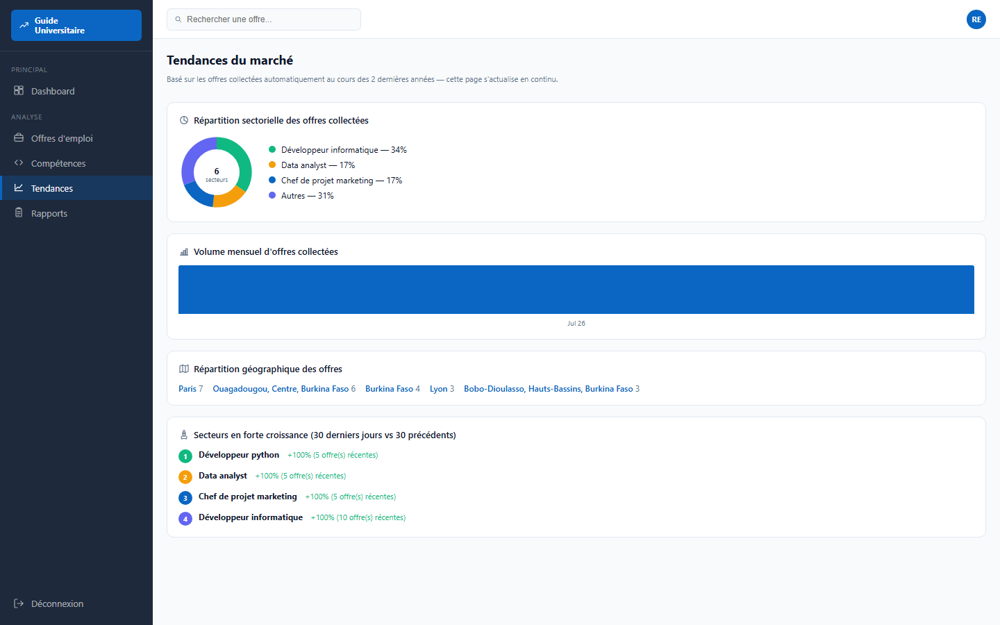 Guide
Universitaire
Rechercher une offre...
RE
PRINCIPAL
Dashboard
ANALYSE
Offres d'emploi
Compétences
Tendances
Rapports
Déconnexion
Tendances du marché
Basé sur les offres collectées automatiquement au cours des 2 dernières années — cette page s'actualise en continu.
Répartition sectorielle des offres collectées
6
secteurs
Développeur informatique — 34%
Data analyst — 17%
Chef de projet marketing — 17%
Autres — 31%
Volume mensuel d'offres collectées
Jul 26
Répartition géographique des offres
Paris 7 Ouagadougou, Centre, Burkina Faso 6 Burkina Faso 4 Lyon 3 Bobo-Dioulasso, Hauts-Bassins, Burkina Faso 3
Secteurs en forte croissance (30 derniers jours vs 30 précédents)
1 Développeur python +100% (5 offre(s) récentes)
2 Data analyst +100% (5 offre(s) récentes)
3 Chef de projet marketing +100% (5 offre(s) récentes)
4 Développeur informatique +100% (10 offre(s) récentes)